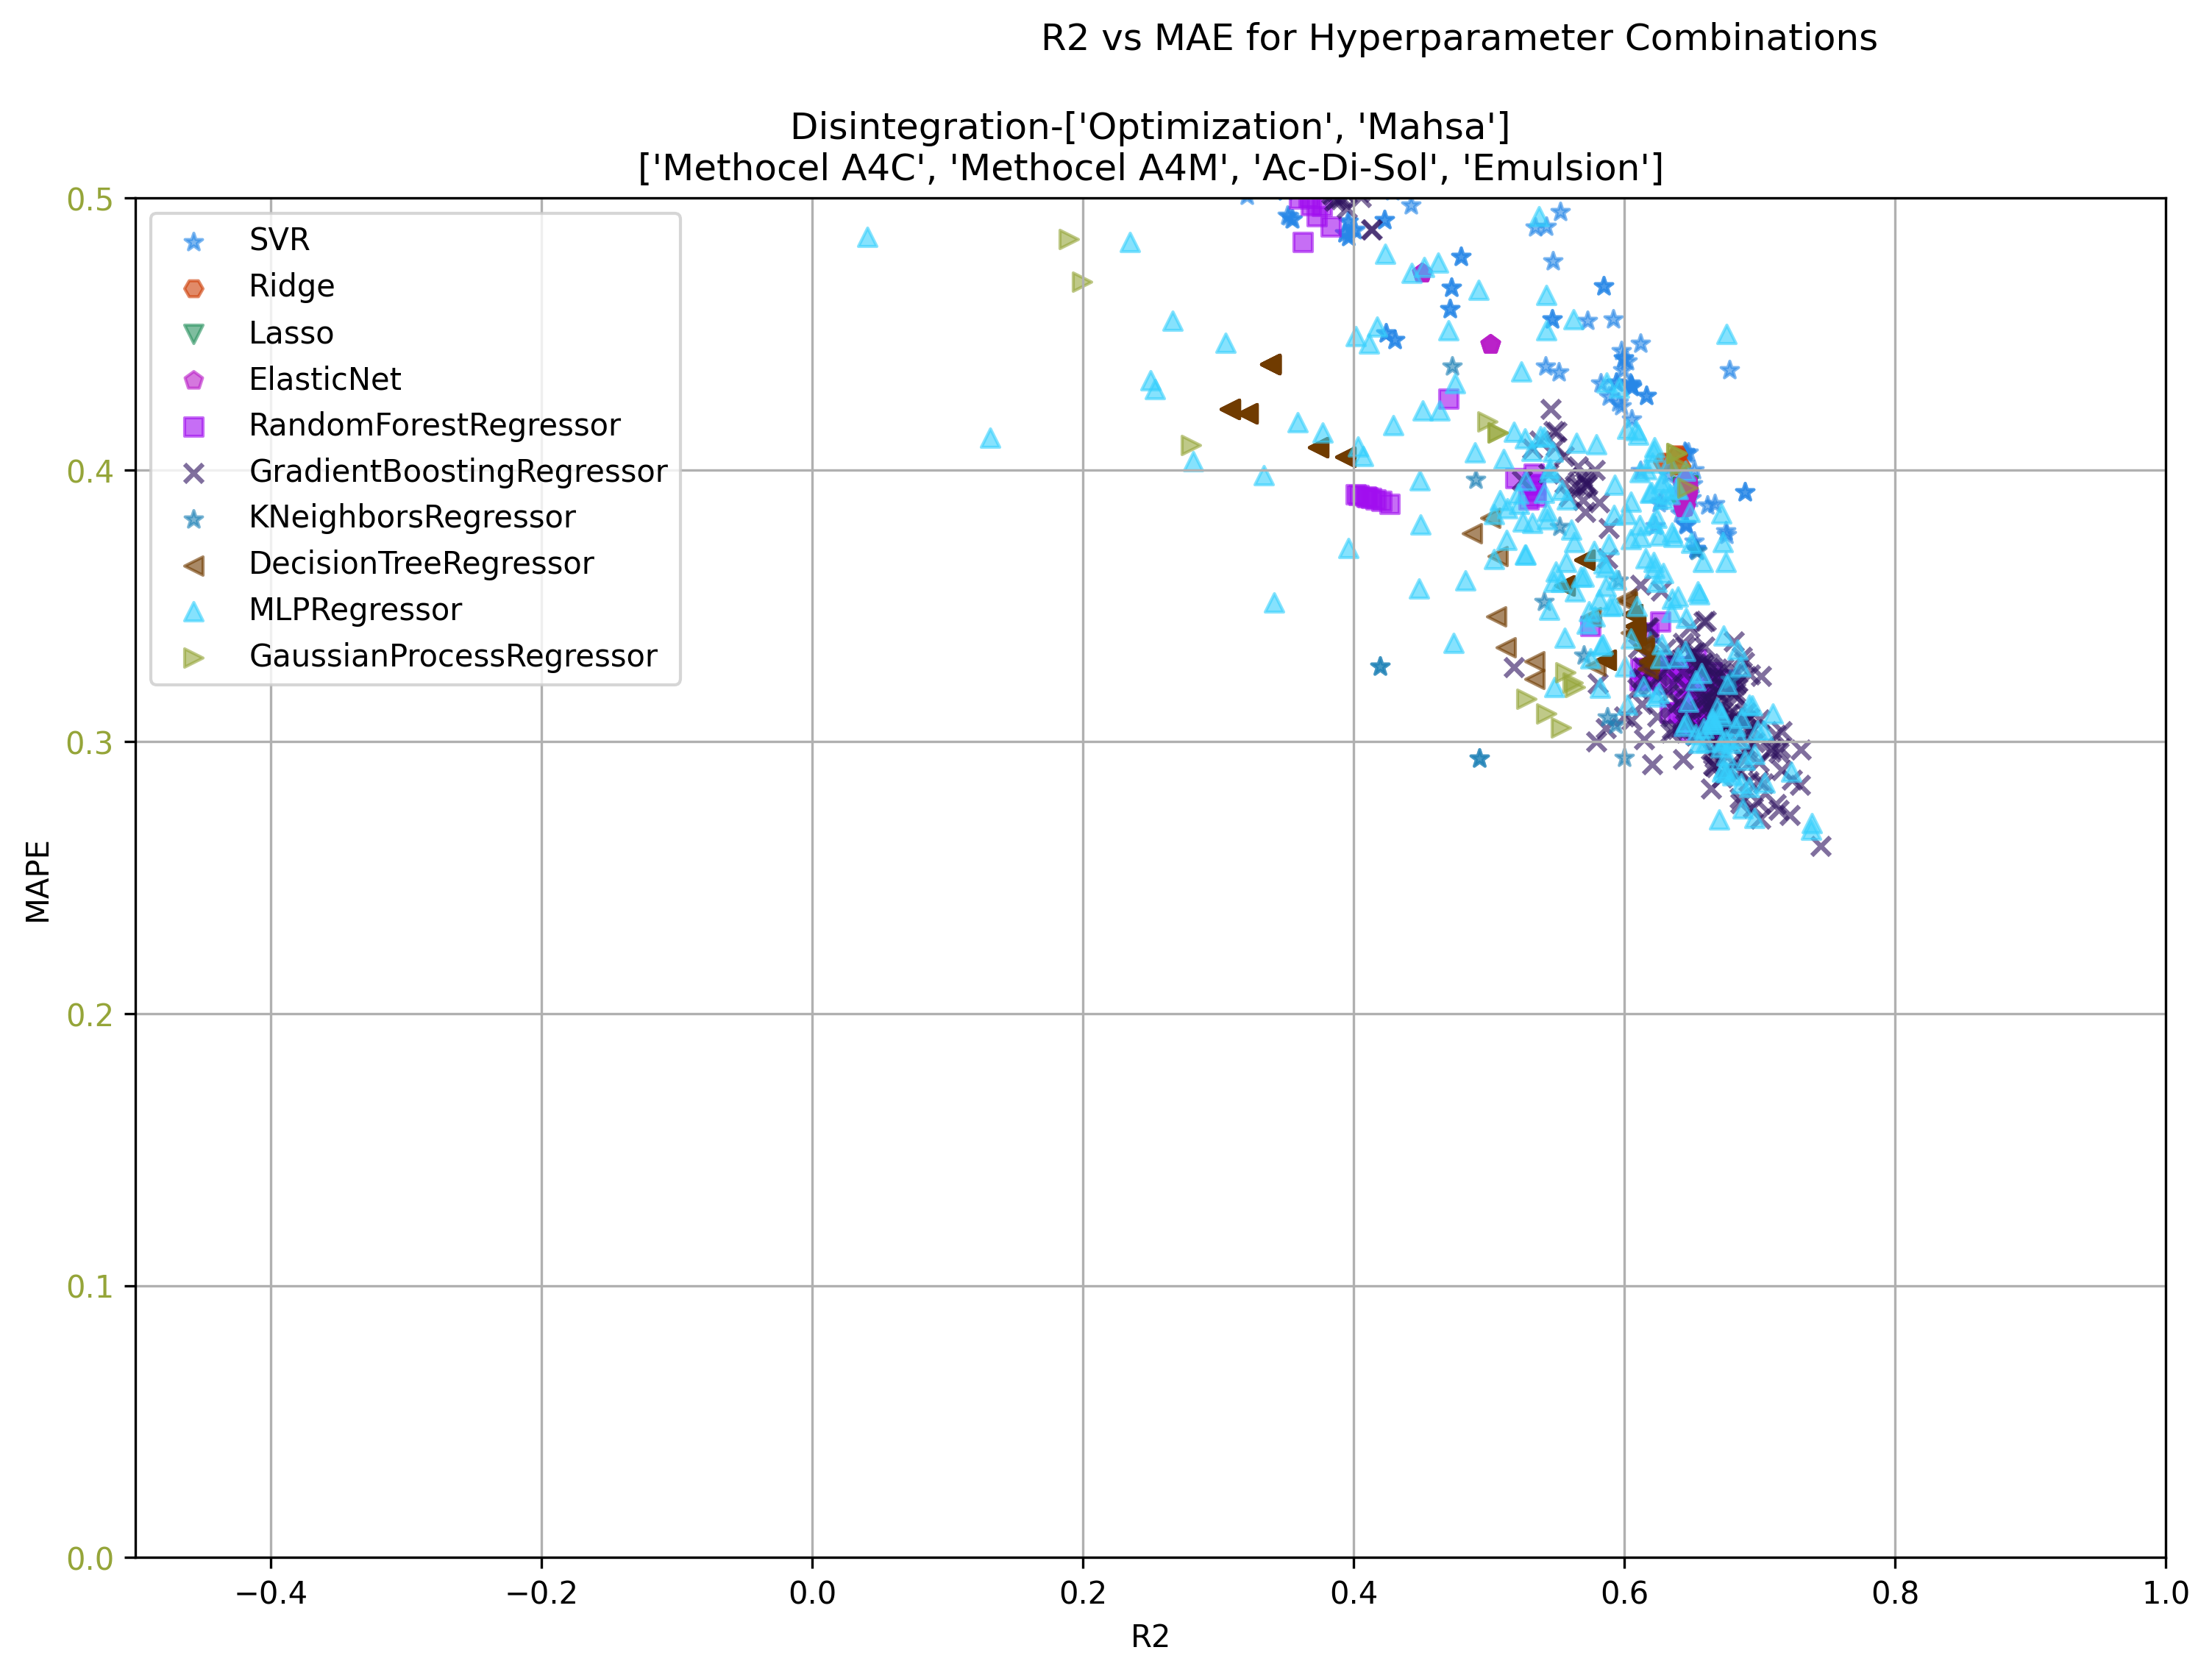 R2 vs MAE for Hyperparameter Combinations
Disintegration-['Optimization', 'Mahsa']
['Methocel A4C', 'Methocel A4M', 'Ac-Di-Sol', 'Emulsion']
0.5
0.4
0.3
0.2
0.1
0.0
MAPE
SVR
Ridge
Lasso
ElasticNet
RandomForestRegressor
GradientBoostingRegressor
KNeighborsRegressor
DecisionTreeRegressor
MLPRegressor
GaussianProcessRegressor
−0.4 −0.2 0.0 0.2 0.4 0.6 0.8 1.0
R2